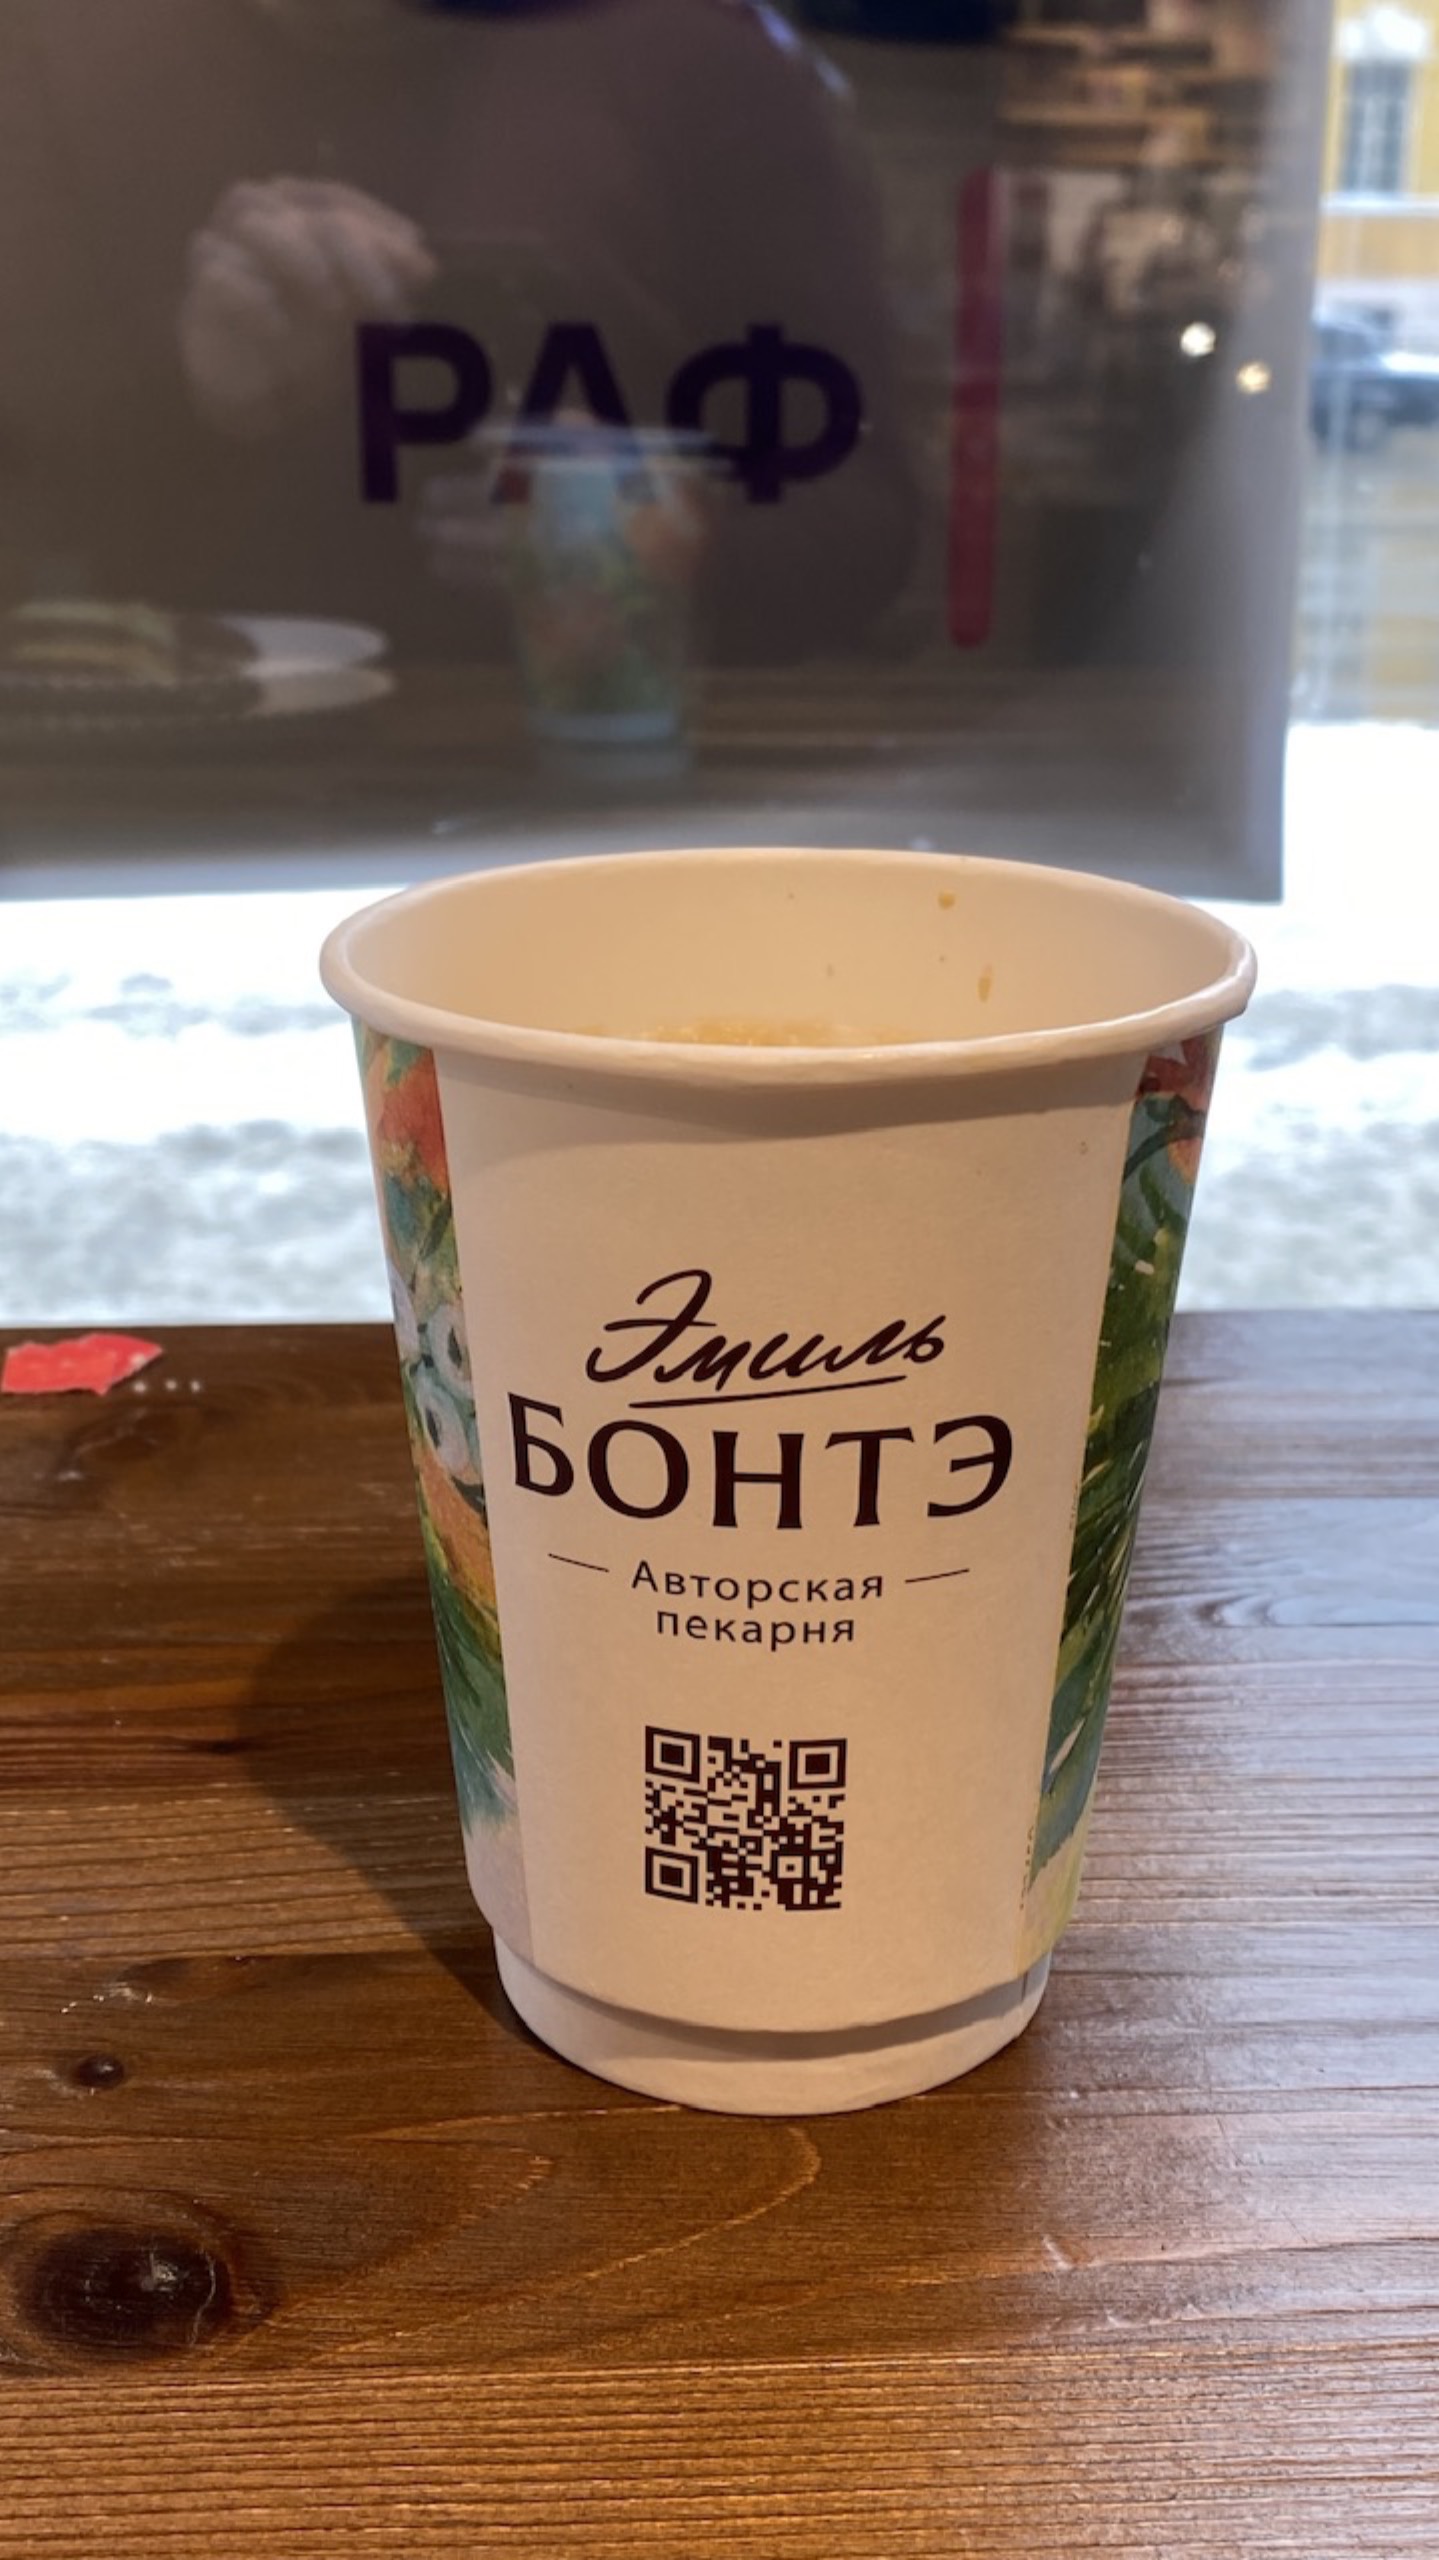 РАФ
Эмиль
БОНТЭ
Авторская
пекарня